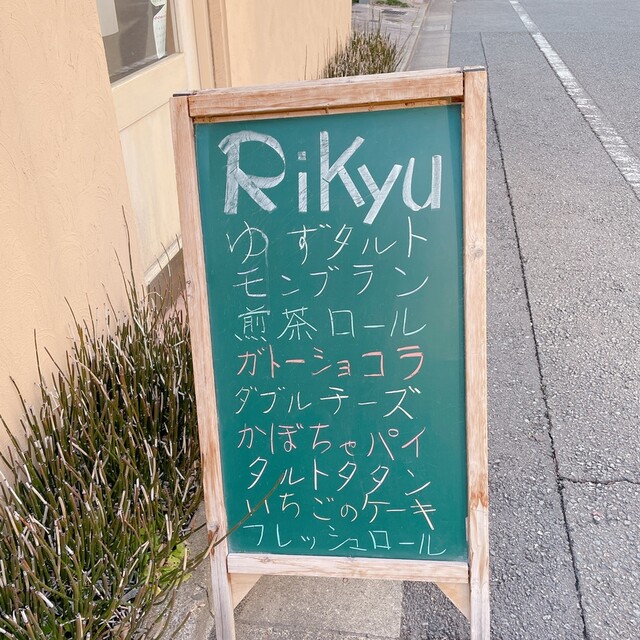 Rikyu
ゆずタルト
モンブラン
煎茶ロール
ガトーショコラ
ダブルチーズ
かぼちゃパイ
タルトタタン
いちごのケーキ
フレッシュロール